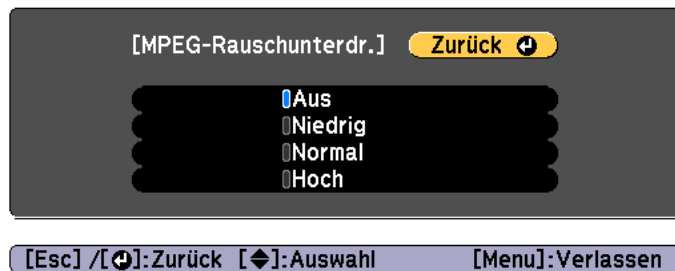 [MPEG-Rauschunterdr.] Zurück
Aus
Niedrig
Normal
Hoch
[Esc] /[]:Zurück []:Auswahl [Menu]:Verlassen